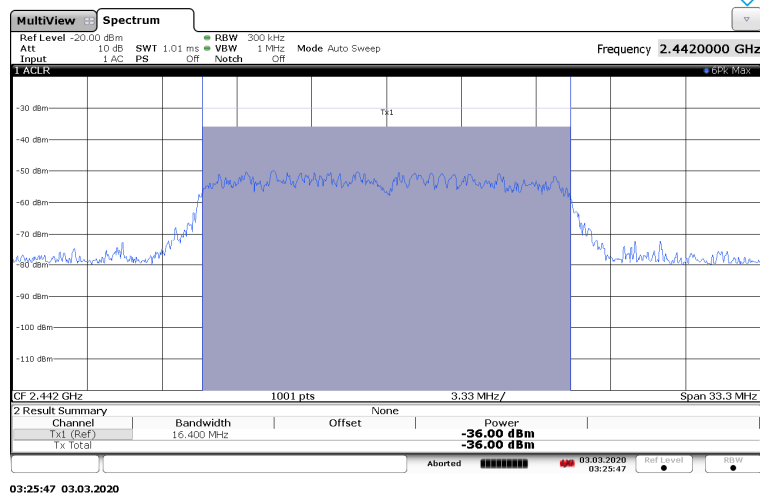 MultiView Spectrum
Ref Level -20.00 dBm RBW 300 kHz
Att 10 dB SWT 1.01 ms VBW 1 MHz Mode Auto Sweep Frequency 2.4420000 GHz
Input 1 AC PS Off Notch Off
1 ACLR 6Pk Max
Tx1
-30 dBm
-40 dBm
-50 dBm
-60 dBm
-70 dBm
-80 dBm
-90 dBm
-100 dBm
-110 dBm
CF 2.442 GHz 1001 pts 3.33 MHz/ Span 33.3 MHz
2 Result Summary None
Channel Bandwidth Offset Power
Tx1 (Ref) 16.400 MHz -36.00 dBm
Tx Total -36.00 dBm
Aborted 03.03.2020 Ref Level RBW
03:25:47
03:25:47 03.03.2020